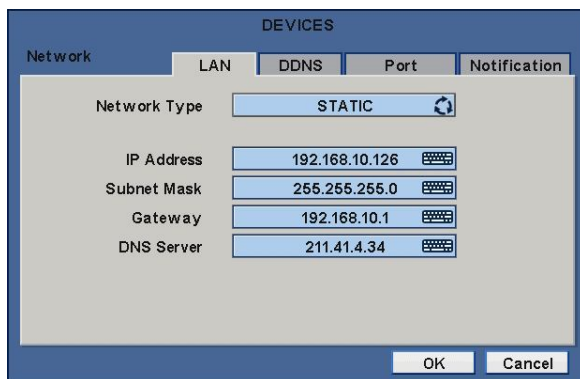 DEVICES
Network
LAN DDNS Port Notification
Network Type STATIC
IP Address 192.168.10.126
Subnet Mask 255.255.255.0
Gateway 192.168.10.1
DNS Server 211.41.4.34
OK Cancel